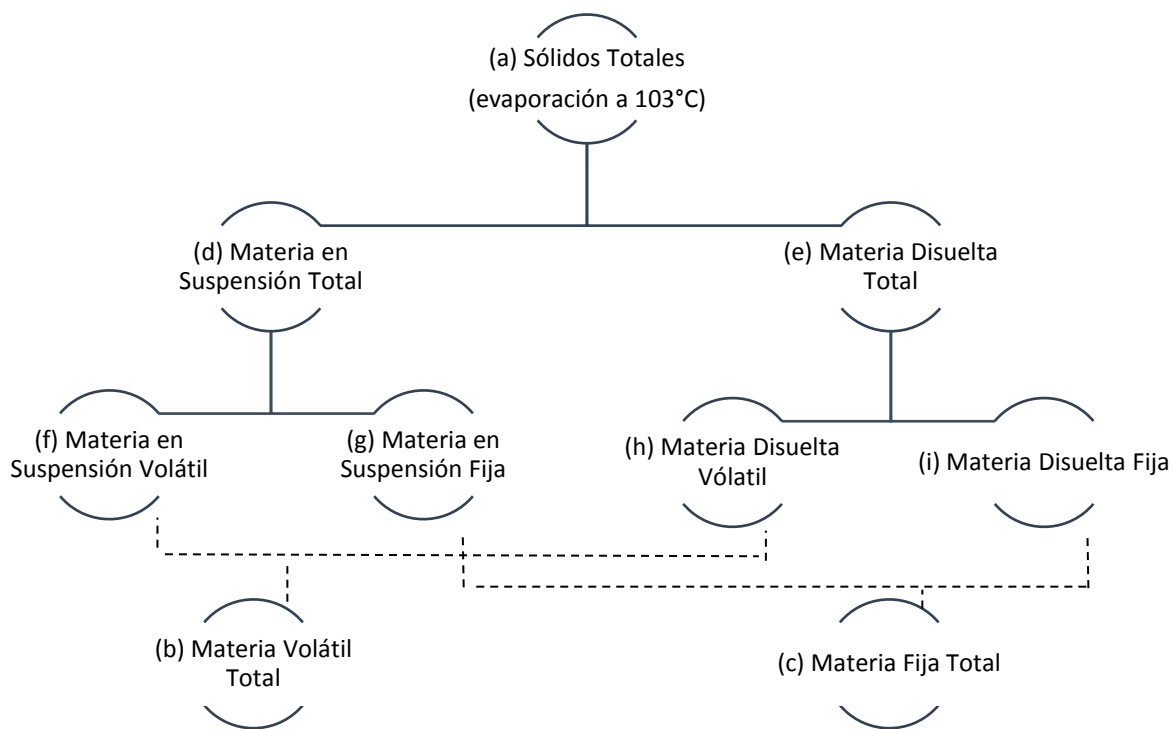 (a) Sólidos Totales
(evaporación a 103°C)
(d) Materia en
Suspensión Total
(e) Materia Disuelta
Total
(f) Materia en
Suspensión Volátil
(g) Materia en
Suspensión Fija
(h) Materia Disuelta
Vólatil
(i) Materia Disuelta Fija
(b) Materia Volátil
Total
(c) Materia Fija Total